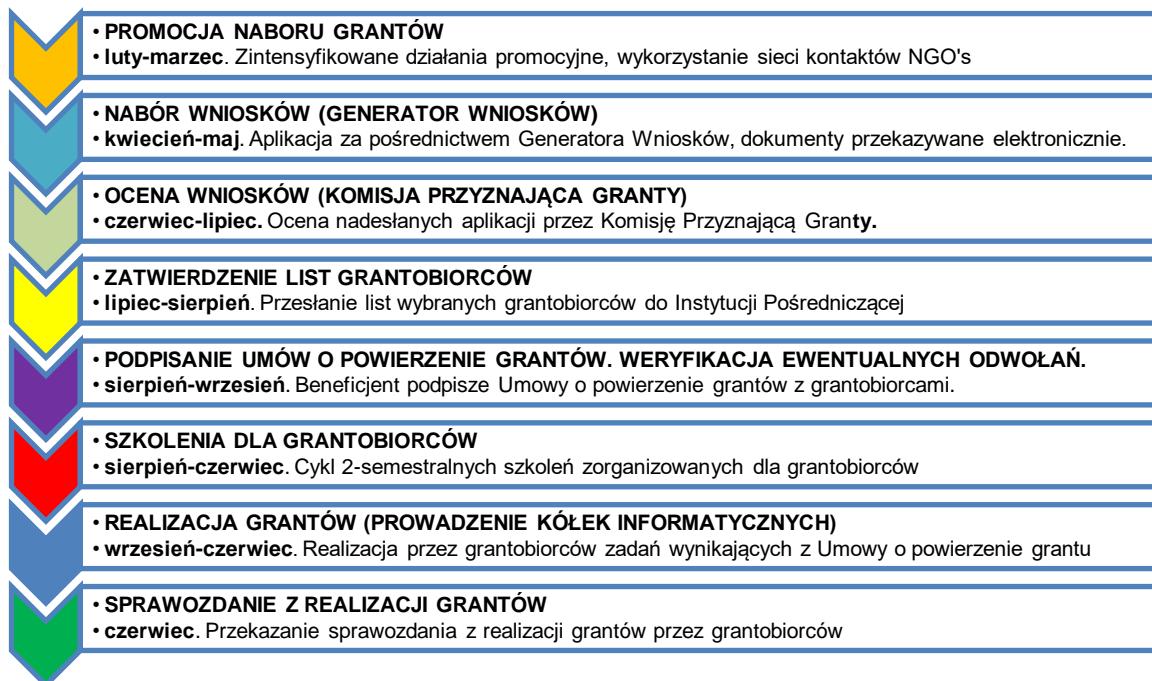 • PROMOCJA NABORU GRANTÓW
• luty-marzec. Zintensyfikowane działania promocyjne, wykorzystanie sieci kontaktów NGO's
• NABÓR WNIOSKÓW (GENERATOR WNIOSKÓW)
• kwiecień-maj. Aplikacja za pośrednictwem Generatora Wniosków, dokumenty przekazywane elektronicznie.
• OCENA WNIOSKÓW (KOMISJA PRZYZNAJĄCA GRANTY)
• czerwiec-lipiec. Ocena nadesłanych aplikacji przez Komisję Przyznającą Granty.
• ZATWIERDZENIE LIST GRANTOBIORCÓW
• lipiec-sierpień. Przesłanie list wybranych grantobiorców do Instytucji Pośredniczącej
• PODPISANIE UMÓW O POWIERZENIE GRANTÓW. WERYFIKACJA EWENTUALNYCH ODWOŁAŃ.
• sierpień-wrzesień. Beneficjent podpisze Umowy o powierzenie grantów z grantobiorcami.
• SZKOLENIA DLA GRANTOBIORCÓW
• sierpień-czerwiec. Cykl 2-semestralnych szkoleń zorganizowanych dla grantobiorców
• REALIZACJA GRANTÓW (PROWADZENIE KÓŁEK INFORMATYCZNYCH)
• wrzesień-czerwiec. Realizacja przez grantobiorców zadań wynikających z Umowy o powierzenie grantu
• SPRAWOZDANIE Z REALIZACJI GRANTÓW
• czerwiec. Przekazanie sprawozdania z realizacji grantów przez grantobiorców